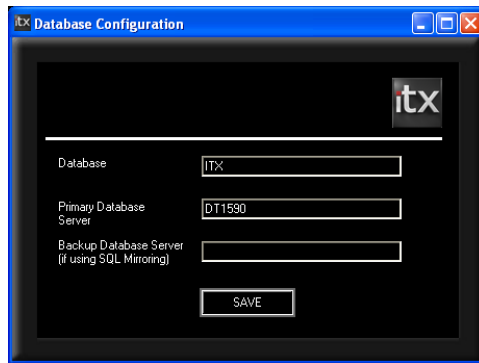 itx Database Configuration
itx
Database
ITX
Primary Database
Server
DT1590
Backup Database Server
(if using SQL Mirroring)
SAVE